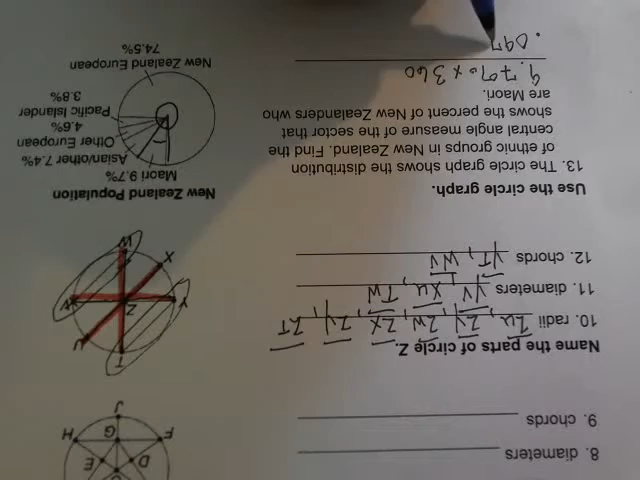 8. diameters
9. chords
Name the parts of circle Z.
10. radii ZU, ZV, ZW, ZX, ZY, ZT
11. diameters YV, XU, TW
12. chords YT, WV
Use the circle graph.
13. The circle graph shows the distribution
of ethnic groups in New Zealand. Find the
central angle measure of the sector that
shows the percent of New Zealanders who
are Maori.
9.7% x 360
.097
J
H
G
F
E
D
W
X
V
Z
Y
U
T
New Zealand Population
Maori 9.7%
Asian/other 7.4%
Other European
4.6%
Pacific Islander
3.8%
New Zealand European
74.5%